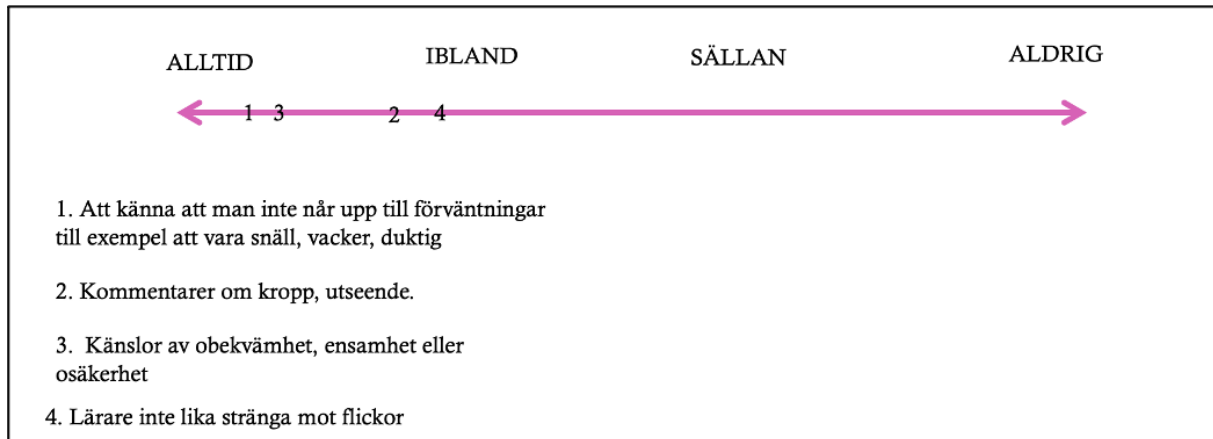 ALLTID IBLAND SÄLLAN ALDRIG
1 3 2 4
1. Att känna att man inte når upp till förväntningar
till exempel att vara snäll, vacker, duktig
2. Kommentarer om kropp, utseende.
3. Känslor av obekvämhet, ensamhet eller
osäkerhet
4. Lärare inte lika stränga mot flickor